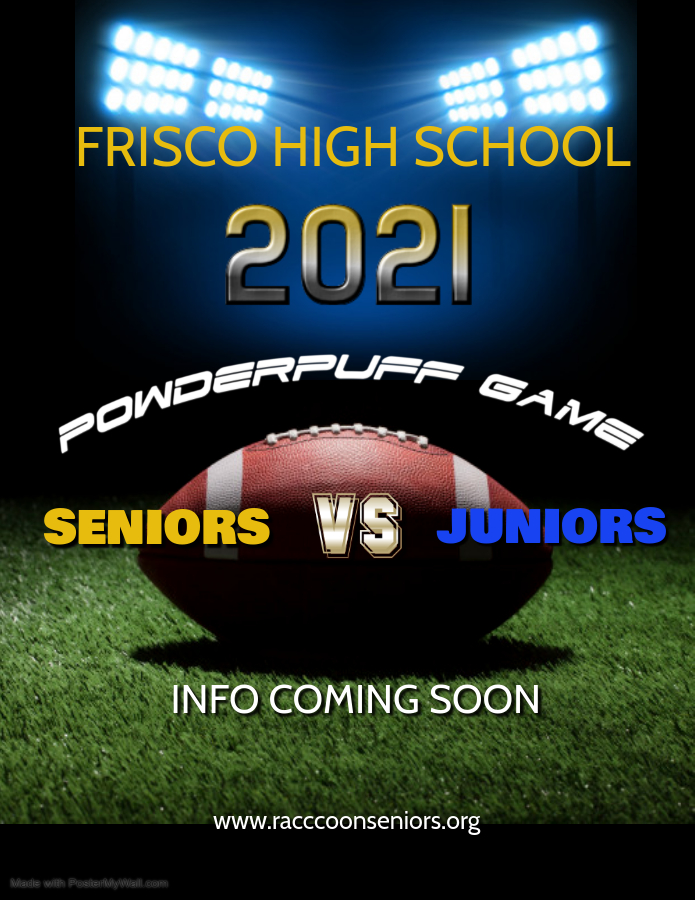 FRISCO HIGH SCHOOL
2021
POWDERPUFF GAME
SENIORS VS JUNIORS
INFO COMING SOON
www.racccoonseniors.org
Made with PosterMyWall.com